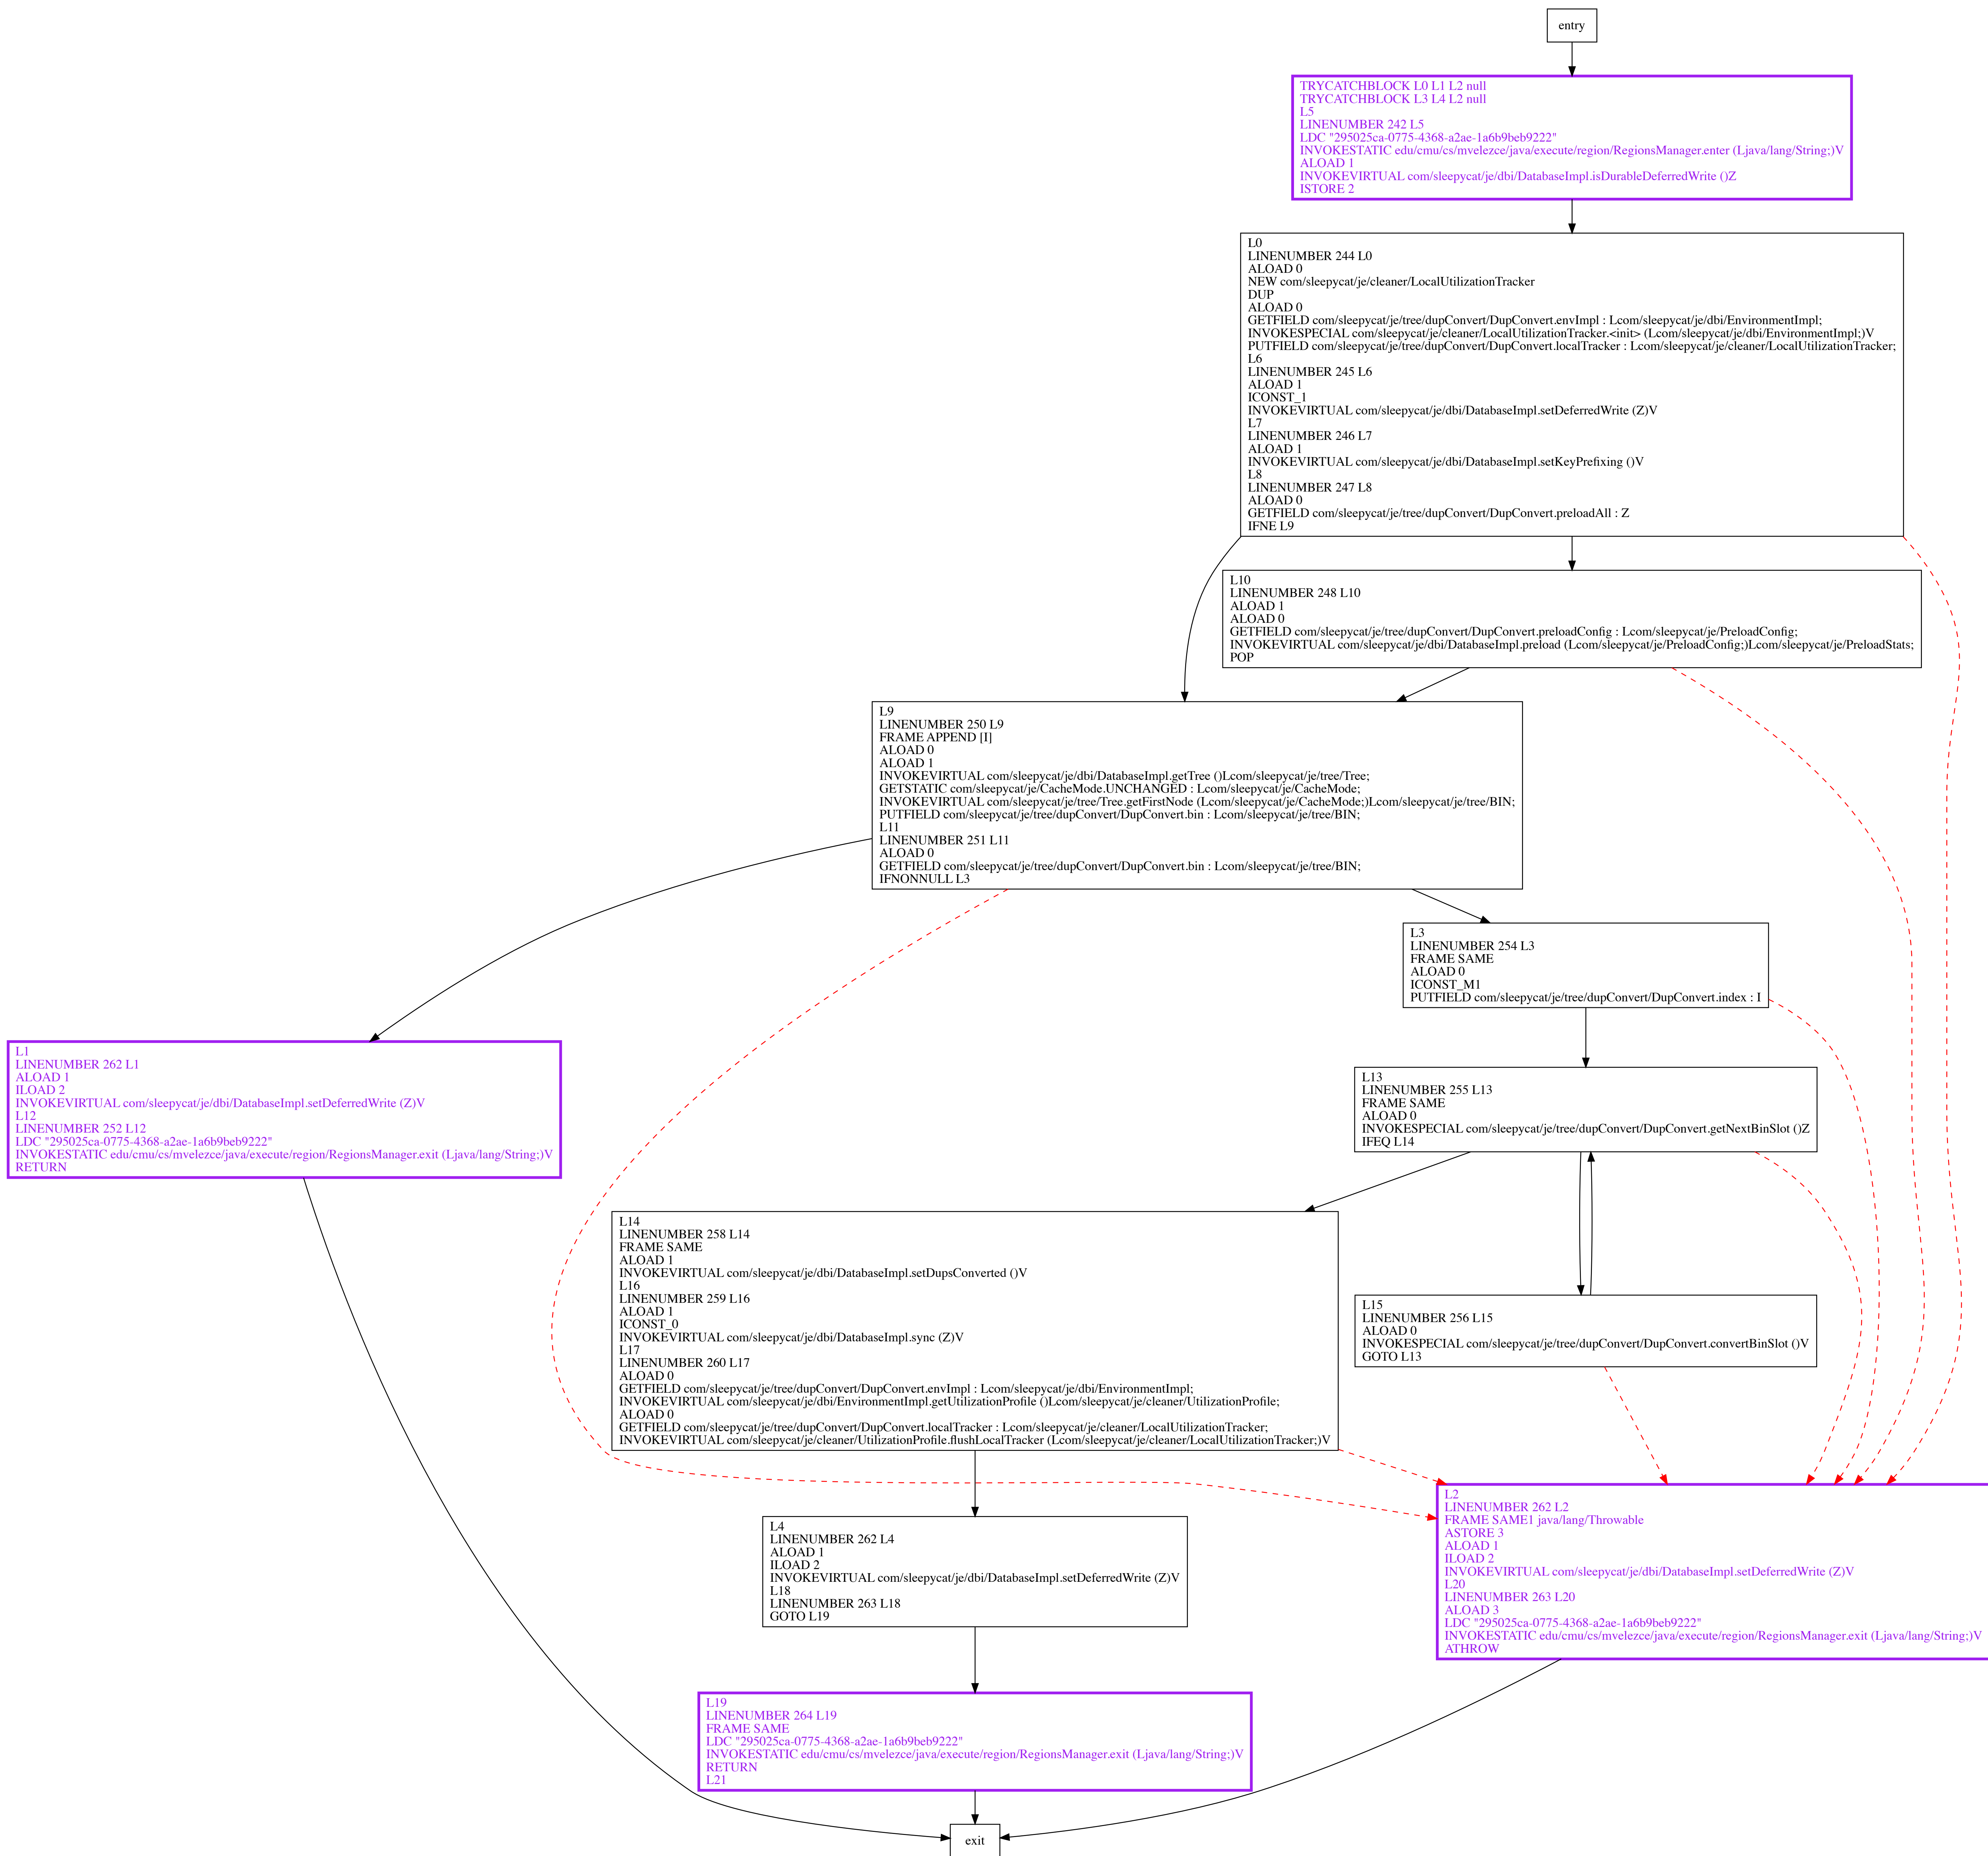 entry
TRYCATCHBLOCK L0 L1 L2 null
TRYCATCHBLOCK L3 L4 L2 null
L5
LINENUMBER 242 L5
LDC "295025ca-0775-4368-a2ae-1a6b9beb9222"
INVOKESTATIC edu/cmu/cs/mvelezce/java/execute/region/RegionsManager.enter (Ljava/lang/String;)V
ALOAD 1
INVOKEVIRTUAL com/sleepycat/je/dbi/DatabaseImpl.isDurableDeferredWrite ()Z
ISTORE 2
L0
LINENUMBER 244 L0
ALOAD 0
NEW com/sleepycat/je/cleaner/LocalUtilizationTracker
DUP
ALOAD 0
GETFIELD com/sleepycat/je/tree/dupConvert/DupConvert.envImpl : Lcom/sleepycat/je/dbi/EnvironmentImpl;
INVOKESPECIAL com/sleepycat/je/cleaner/LocalUtilizationTracker.<init> (Lcom/sleepycat/je/dbi/EnvironmentImpl;)V
PUTFIELD com/sleepycat/je/tree/dupConvert/DupConvert.localTracker : Lcom/sleepycat/je/cleaner/LocalUtilizationTracker;
L6
LINENUMBER 245 L6
ALOAD 1
ICONST_1
INVOKEVIRTUAL com/sleepycat/je/dbi/DatabaseImpl.setDeferredWrite (Z)V
L7
LINENUMBER 246 L7
ALOAD 1
INVOKEVIRTUAL com/sleepycat/je/dbi/DatabaseImpl.setKeyPrefixing ()V
L8
LINENUMBER 247 L8
ALOAD 0
GETFIELD com/sleepycat/je/tree/dupConvert/DupConvert.preloadAll : Z
IFNE L9
L10
LINENUMBER 248 L10
ALOAD 1
ALOAD 0
GETFIELD com/sleepycat/je/tree/dupConvert/DupConvert.preloadConfig : Lcom/sleepycat/je/PreloadConfig;
INVOKEVIRTUAL com/sleepycat/je/dbi/DatabaseImpl.preload (Lcom/sleepycat/je/PreloadConfig;)Lcom/sleepycat/je/PreloadStats;
POP
L9
LINENUMBER 250 L9
FRAME APPEND [I]
ALOAD 0
ALOAD 1
INVOKEVIRTUAL com/sleepycat/je/dbi/DatabaseImpl.getTree ()Lcom/sleepycat/je/tree/Tree;
GETSTATIC com/sleepycat/je/CacheMode.UNCHANGED : Lcom/sleepycat/je/CacheMode;
INVOKEVIRTUAL com/sleepycat/je/tree/Tree.getFirstNode (Lcom/sleepycat/je/CacheMode;)Lcom/sleepycat/je/tree/BIN;
PUTFIELD com/sleepycat/je/tree/dupConvert/DupConvert.bin : Lcom/sleepycat/je/tree/BIN;
L11
LINENUMBER 251 L11
ALOAD 0
GETFIELD com/sleepycat/je/tree/dupConvert/DupConvert.bin : Lcom/sleepycat/je/tree/BIN;
IFNONNULL L3
L3
LINENUMBER 254 L3
FRAME SAME
ALOAD 0
ICONST_M1
PUTFIELD com/sleepycat/je/tree/dupConvert/DupConvert.index : I
L1
LINENUMBER 262 L1
ALOAD 1
ILOAD 2
INVOKEVIRTUAL com/sleepycat/je/dbi/DatabaseImpl.setDeferredWrite (Z)V
L12
LINENUMBER 252 L12
LDC "295025ca-0775-4368-a2ae-1a6b9beb9222"
INVOKESTATIC edu/cmu/cs/mvelezce/java/execute/region/RegionsManager.exit (Ljava/lang/String;)V
RETURN
L13
LINENUMBER 255 L13
FRAME SAME
ALOAD 0
INVOKESPECIAL com/sleepycat/je/tree/dupConvert/DupConvert.getNextBinSlot ()Z
IFEQ L14
L14
LINENUMBER 258 L14
FRAME SAME
ALOAD 1
INVOKEVIRTUAL com/sleepycat/je/dbi/DatabaseImpl.setDupsConverted ()V
L16
LINENUMBER 259 L16
ALOAD 1
ICONST_0
INVOKEVIRTUAL com/sleepycat/je/dbi/DatabaseImpl.sync (Z)V
L17
LINENUMBER 260 L17
ALOAD 0
GETFIELD com/sleepycat/je/tree/dupConvert/DupConvert.envImpl : Lcom/sleepycat/je/dbi/EnvironmentImpl;
INVOKEVIRTUAL com/sleepycat/je/dbi/EnvironmentImpl.getUtilizationProfile ()Lcom/sleepycat/je/cleaner/UtilizationProfile;
ALOAD 0
GETFIELD com/sleepycat/je/tree/dupConvert/DupConvert.localTracker : Lcom/sleepycat/je/cleaner/LocalUtilizationTracker;
INVOKEVIRTUAL com/sleepycat/je/cleaner/UtilizationProfile.flushLocalTracker (Lcom/sleepycat/je/cleaner/LocalUtilizationTracker;)V
L15
LINENUMBER 256 L15
ALOAD 0
INVOKESPECIAL com/sleepycat/je/tree/dupConvert/DupConvert.convertBinSlot ()V
GOTO L13
L2
LINENUMBER 262 L2
FRAME SAME1 java/lang/Throwable
ASTORE 3
ALOAD 1
ILOAD 2
INVOKEVIRTUAL com/sleepycat/je/dbi/DatabaseImpl.setDeferredWrite (Z)V
L20
LINENUMBER 263 L20
ALOAD 3
LDC "295025ca-0775-4368-a2ae-1a6b9beb9222"
INVOKESTATIC edu/cmu/cs/mvelezce/java/execute/region/RegionsManager.exit (Ljava/lang/String;)V
ATHROW
L4
LINENUMBER 262 L4
ALOAD 1
ILOAD 2
INVOKEVIRTUAL com/sleepycat/je/dbi/DatabaseImpl.setDeferredWrite (Z)V
L18
LINENUMBER 263 L18
GOTO L19
L19
LINENUMBER 264 L19
FRAME SAME
LDC "295025ca-0775-4368-a2ae-1a6b9beb9222"
INVOKESTATIC edu/cmu/cs/mvelezce/java/execute/region/RegionsManager.exit (Ljava/lang/String;)V
RETURN
L21
exit